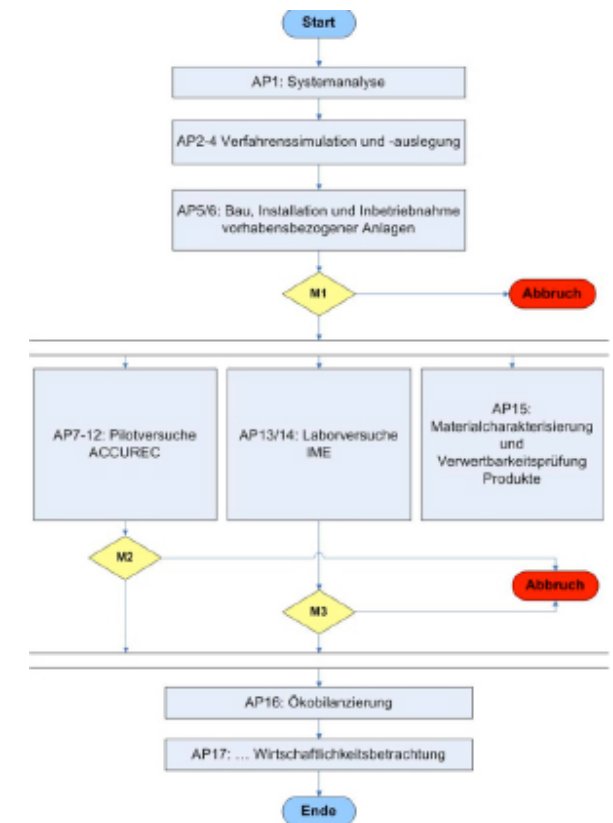 Start
AP1: Systemanalyse
AP2-4 Verfahrenssimulation und -auslegung
AP5/6: Bau, Installation und Inbetriebnahme
vorhabensbezogener Anlagen
M1
Abbruch
AP7-12: Pilotversuche
ACCUREC
AP13/14: Laborversuche
IME
AP15:
Materialcharakterisierung
und
Verwertbarkeitsprüfung
Produkte
M2
Abbruch
M3
AP16: Ökobilanzierung
AP17: ... Wirtschaftlichkeitsbetrachtung
Ende